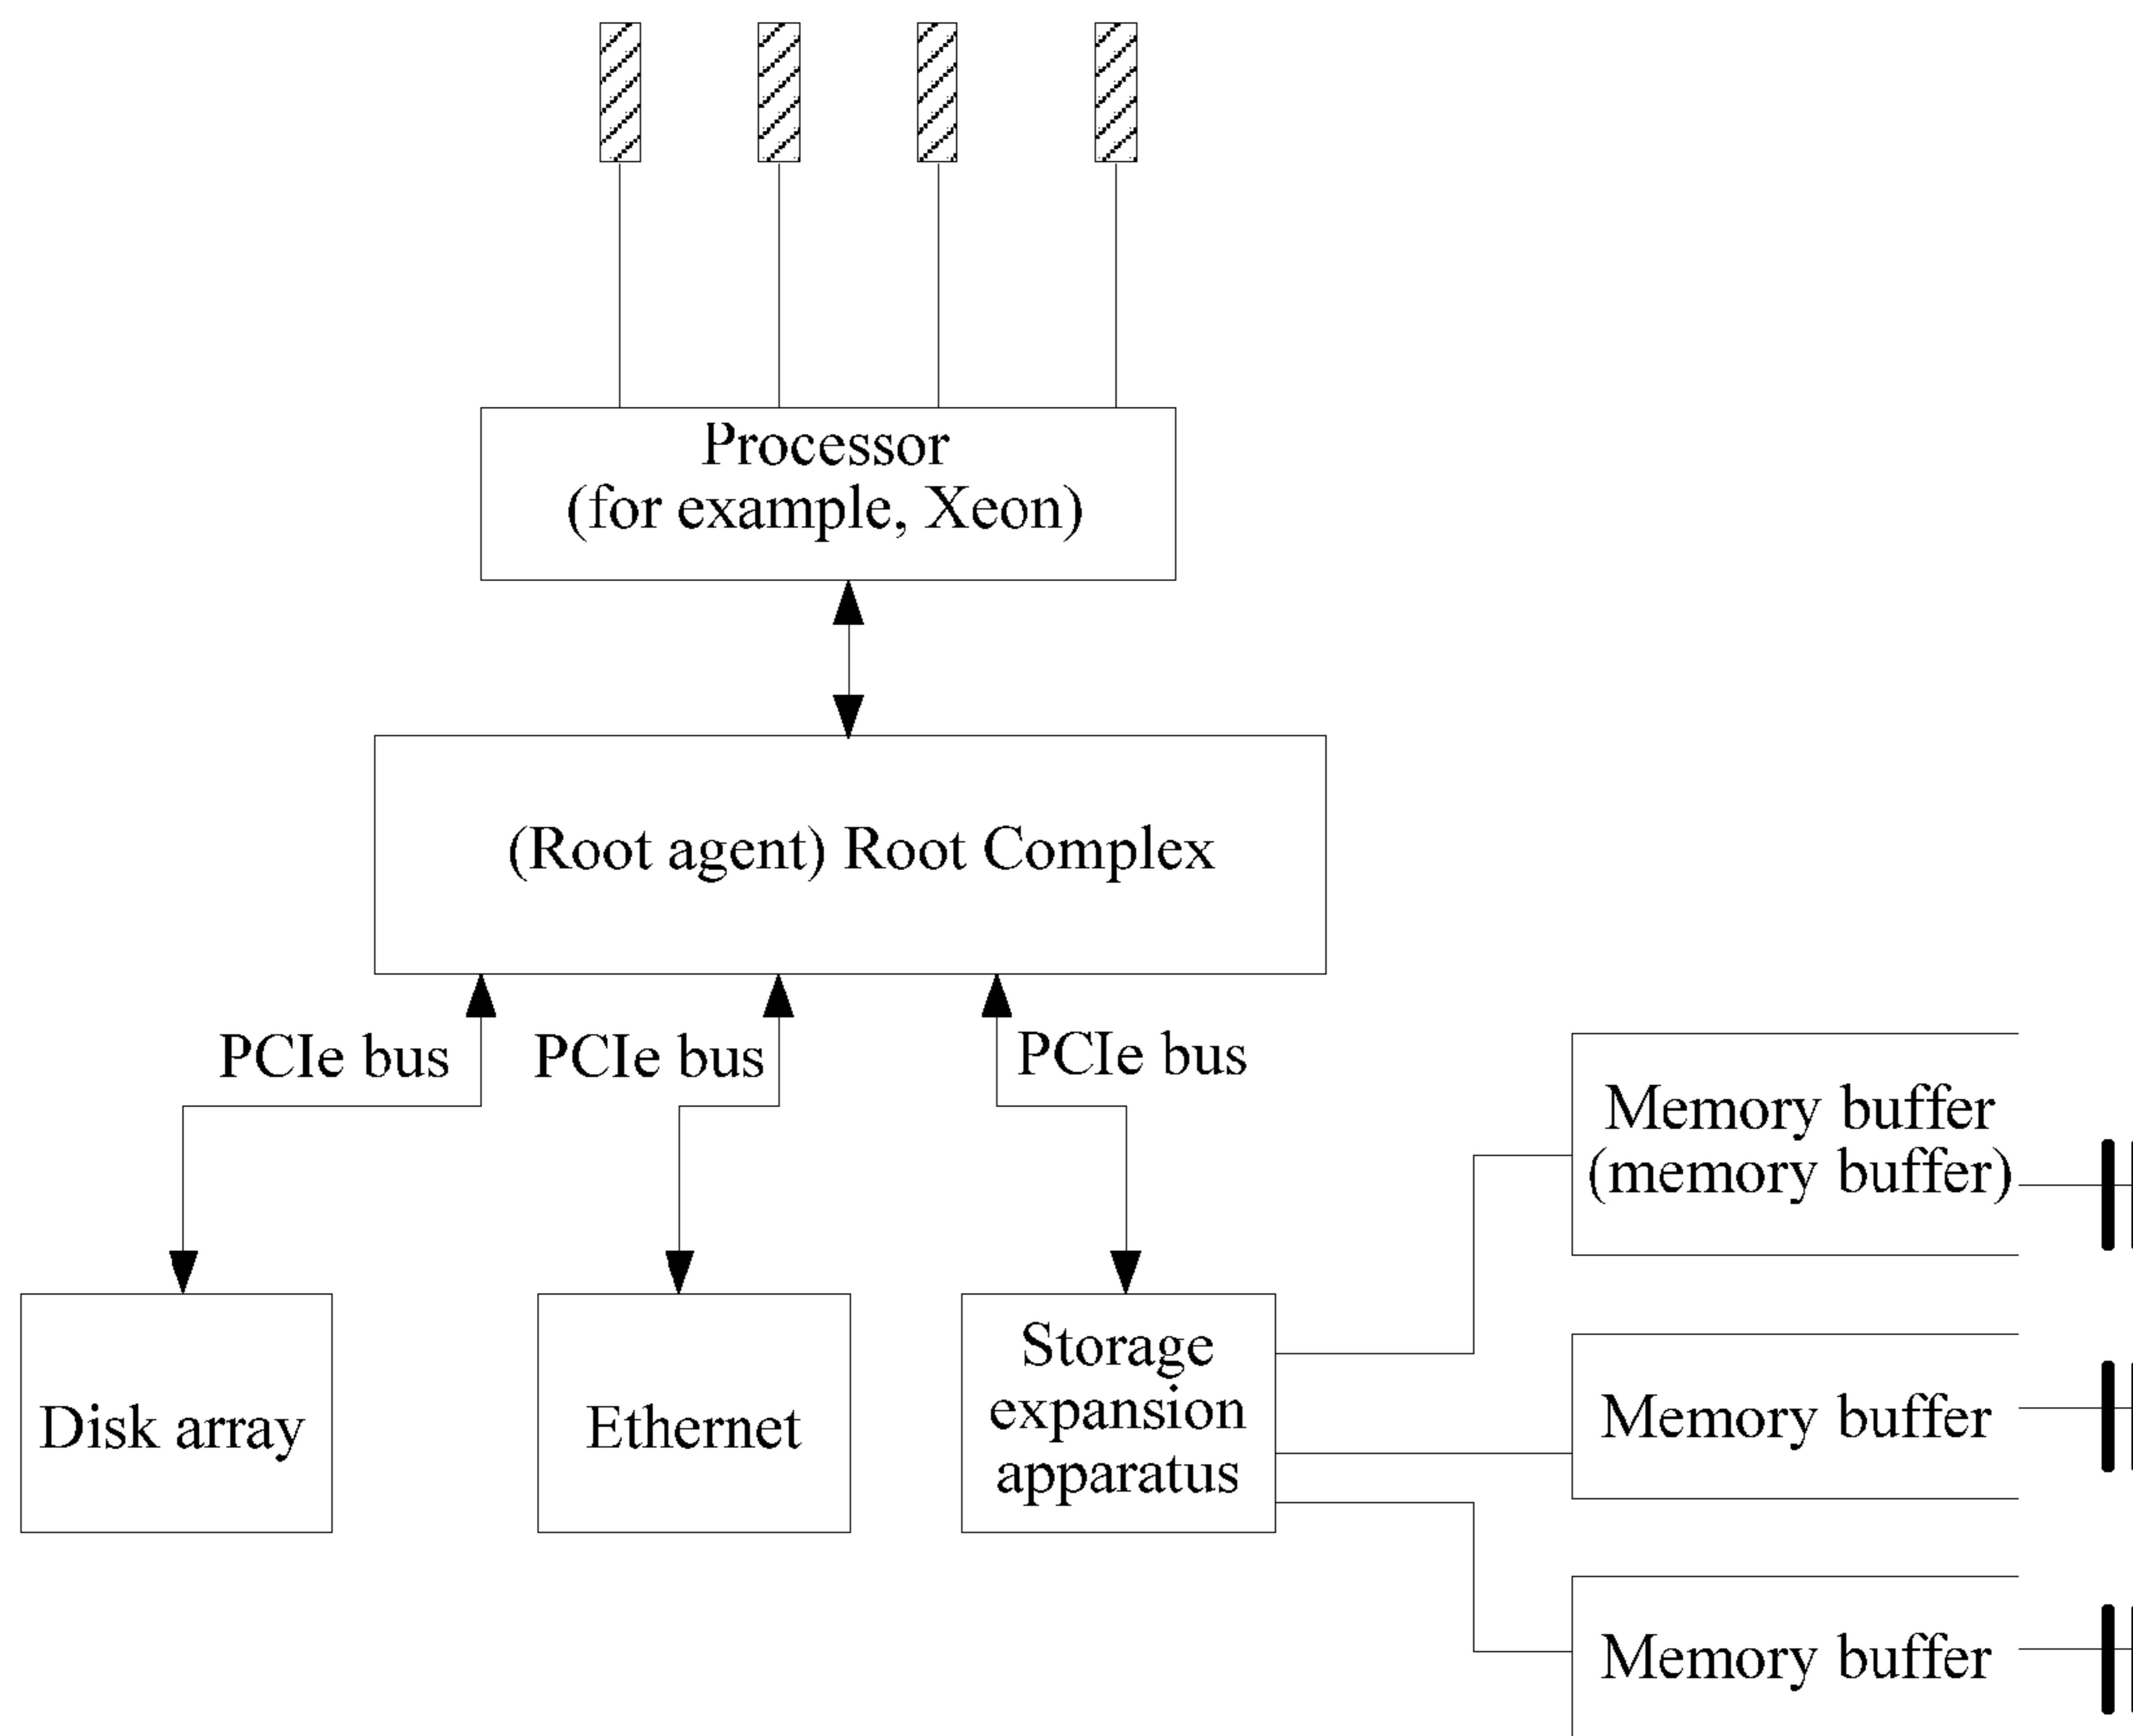 Processor
(for example, Xeon)
(Root agent) Root Complex
PCIe bus
PCIe bus
PCIe bus
Memory buffer
(memory buffer)
Disk array
Ethernet
Storage
expansion
apparatus
Memory buffer
Memory buffer